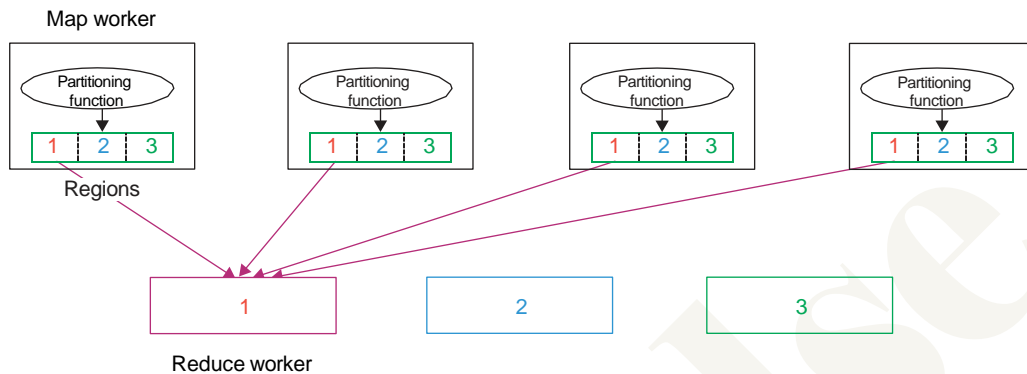 Map worker
Partitioning
function
1 2 3
Partitioning
function
1 2 3
Partitioning
function
1 2 3
Partitioning
function
1 2 3
Regions
1
2
3
Reduce worker